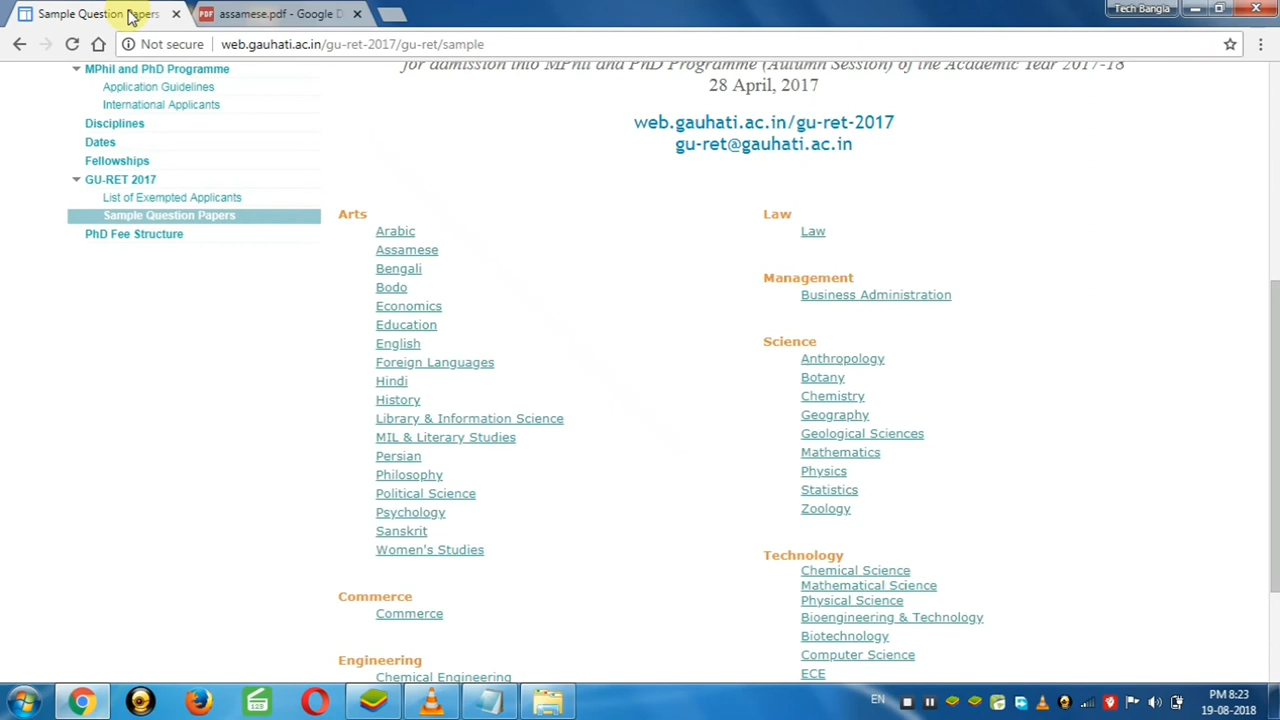 Sample Question Papers
assamese.pdf - Google D
Tech Bangla
Not secure
web.gauhati.ac.in/gu-ret-2017/gu-ret/sample
MPhil and PhD Programme
Application Guidelines
International Applicants
Disciplines
Dates
Fellowships
GU-RET 2017
List of Exempted Applicants
Sample Question Papers
PhD Fee Structure
for admission into MPhil and PhD Programme (Autumn Session) of the Academic Year 2017-18
28 April, 2017
web.gauhati.ac.in/gu-ret-2017
gu-ret@gauhati.ac.in
Arts
Arabic
Assamese
Bengali
Bodo
Economics
Education
English
Foreign Languages
Hindi
History
Library & Information Science
MIL & Literary Studies
Persian
Philosophy
Political Science
Psychology
Sanskrit
Women's Studies
Commerce
Commerce
Engineering
Chemical Engineering
Law
Law
Management
Business Administration
Science
Anthropology
Botany
Chemistry
Geography
Geological Sciences
Mathematics
Physics
Statistics
Zoology
Technology
Chemical Science
Mathematical Science
Physical Science
Bioengineering & Technology
Biotechnology
Computer Science
ECE
EN
PM 8:23
19-08-2018